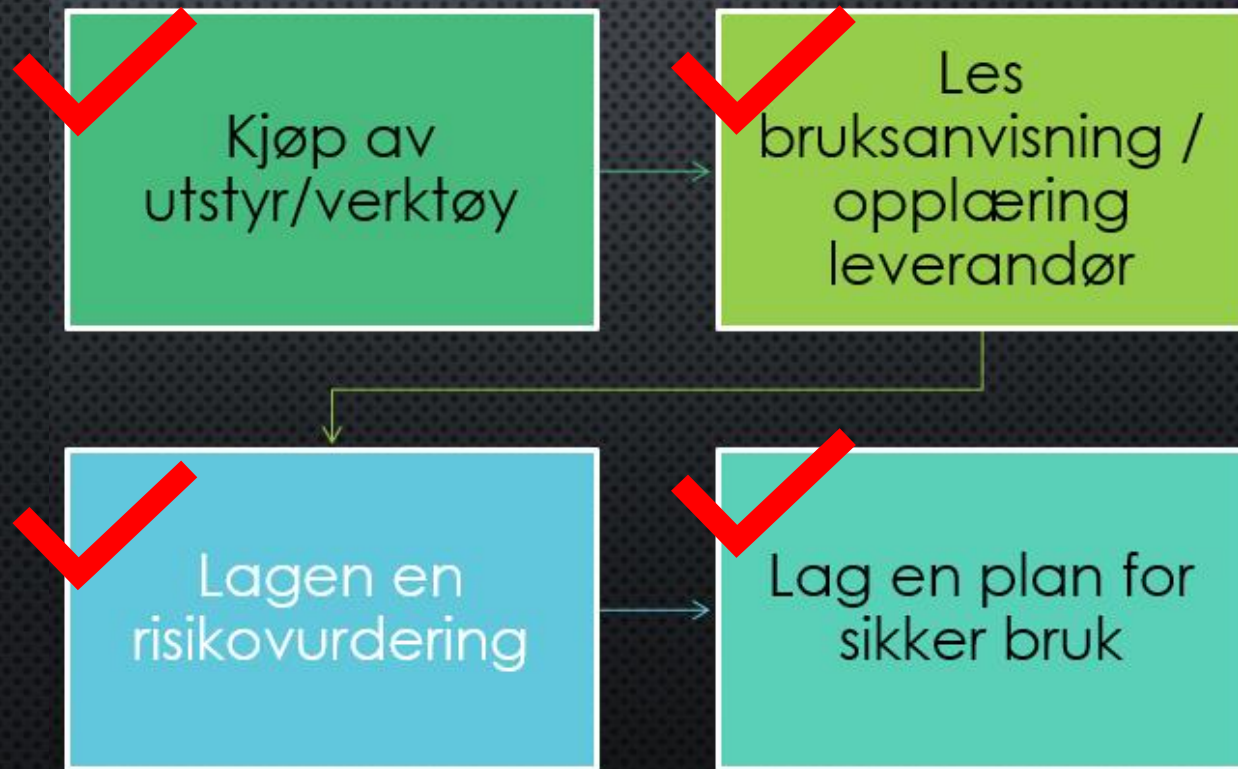 Kjøp av
utstyr/verktøy
Les
bruksanvisning /
opplæring
leverandør
Lagen en
risikovurdering
Lag en plan for
sikker bruk